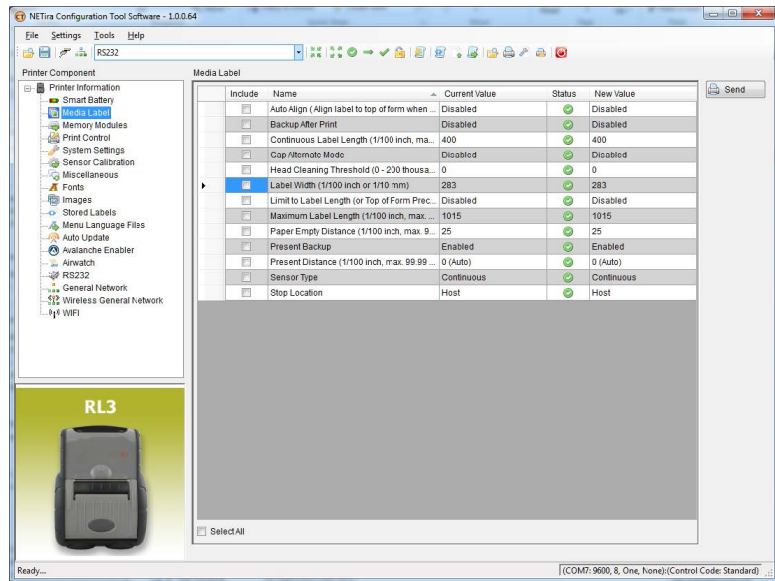 NETira Configuration Tool Software - 1.0.0.64
File Settings Tools Help
RS232
Printer Component
Printer Information
Smart Battery
Media Label
Memory Modules
Print Control
System Settings
Sensor Calibration
Miscellaneous
Fonts
Images
Stored Labels
Menu Language Files
Auto Update
Avalanche Enabler
Airwatch
RS232
General Network
Wireless General Network
WIFI
RL3
Media Label
Include Name Current Value Status New Value
Auto Align ( Align label to top of form when ... Disabled Disabled
Backup After Print Disabled Disabled
Continuous Label Length (1/100 inch, ma... 400 400
Gap Alternate Mode Disabled Disabled
Head Cleaning Threshold (0 - 200 thousa... 0 0
Label Width (1/100 inch or 1/10 mm) 283 283
Limit to Label Length (or Top of Form Prec... Disabled Disabled
Maximum Label Length (1/100 inch, max. ... 1015 1015
Paper Empty Distance (1/100 inch, max. 9... 25 25
Present Backup Enabled Enabled
Present Distance (1/100 inch, max. 99.99 ... 0 (Auto) 0 (Auto)
Sensor Type Continuous Continuous
Stop Location Host Host
Select All
Send
Ready...
(COM7: 9600, 8, One, None):(Control Code: Standard)